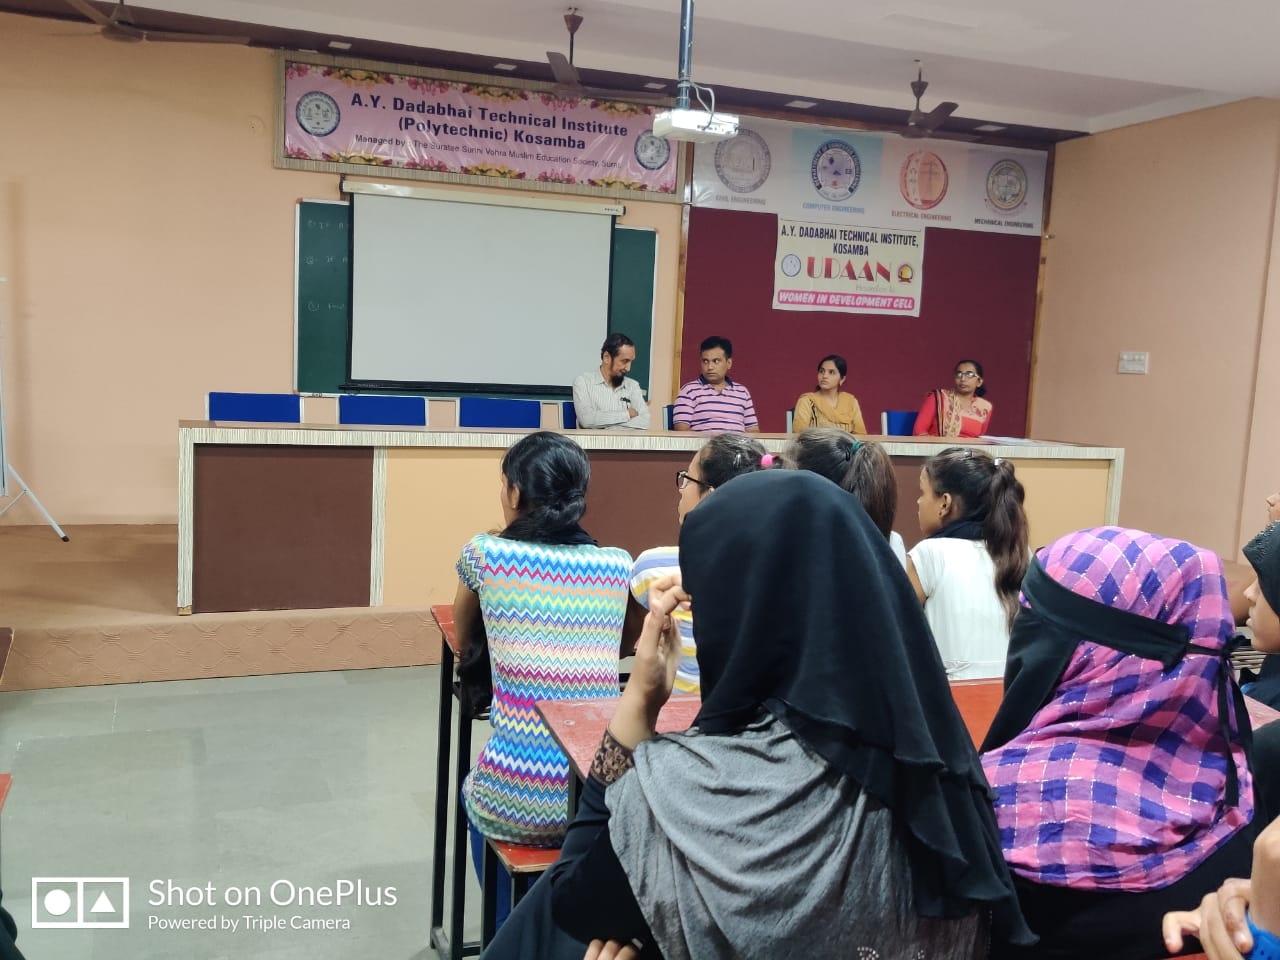 A.Y. Dadabhai Technical Institute
(Polytechnic) Kosamba
Managed by : The Suratee Sunni Vohra Muslim Education Society, Surat
CIVIL ENGINEERING
COMPUTER ENGINEERING
ELECTRICAL ENGINEERING
MECHANICAL ENGINEERING
A.Y. DADABHAI TECHNICAL INSTITUTE,
KOSAMBA
UDAAN
WOMEN IN DEVELOPMENT CELL
Shot on OnePlus
Powered by Triple Camera